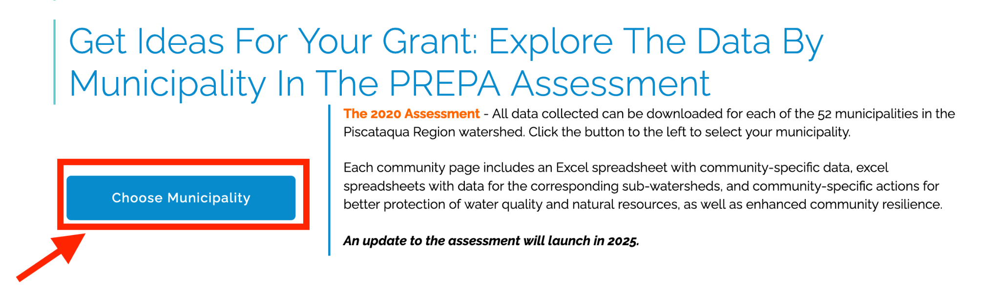 Get Ideas For Your Grant: Explore The Data By
Municipality In The PREPA Assessment
Choose Municipality
The 2020 Assessment - All data collected can be downloaded for each of the 52 municipalities in the
Piscataqua Region watershed. Click the button to the left to select your municipality.
Each community page includes an Excel spreadsheet with community-specific data, excel
spreadsheets with data for the corresponding sub-watersheds, and community-specific actions for
better protection of water quality and natural resources, as well as enhanced community resilience.
An update to the assessment will launch in 2025.